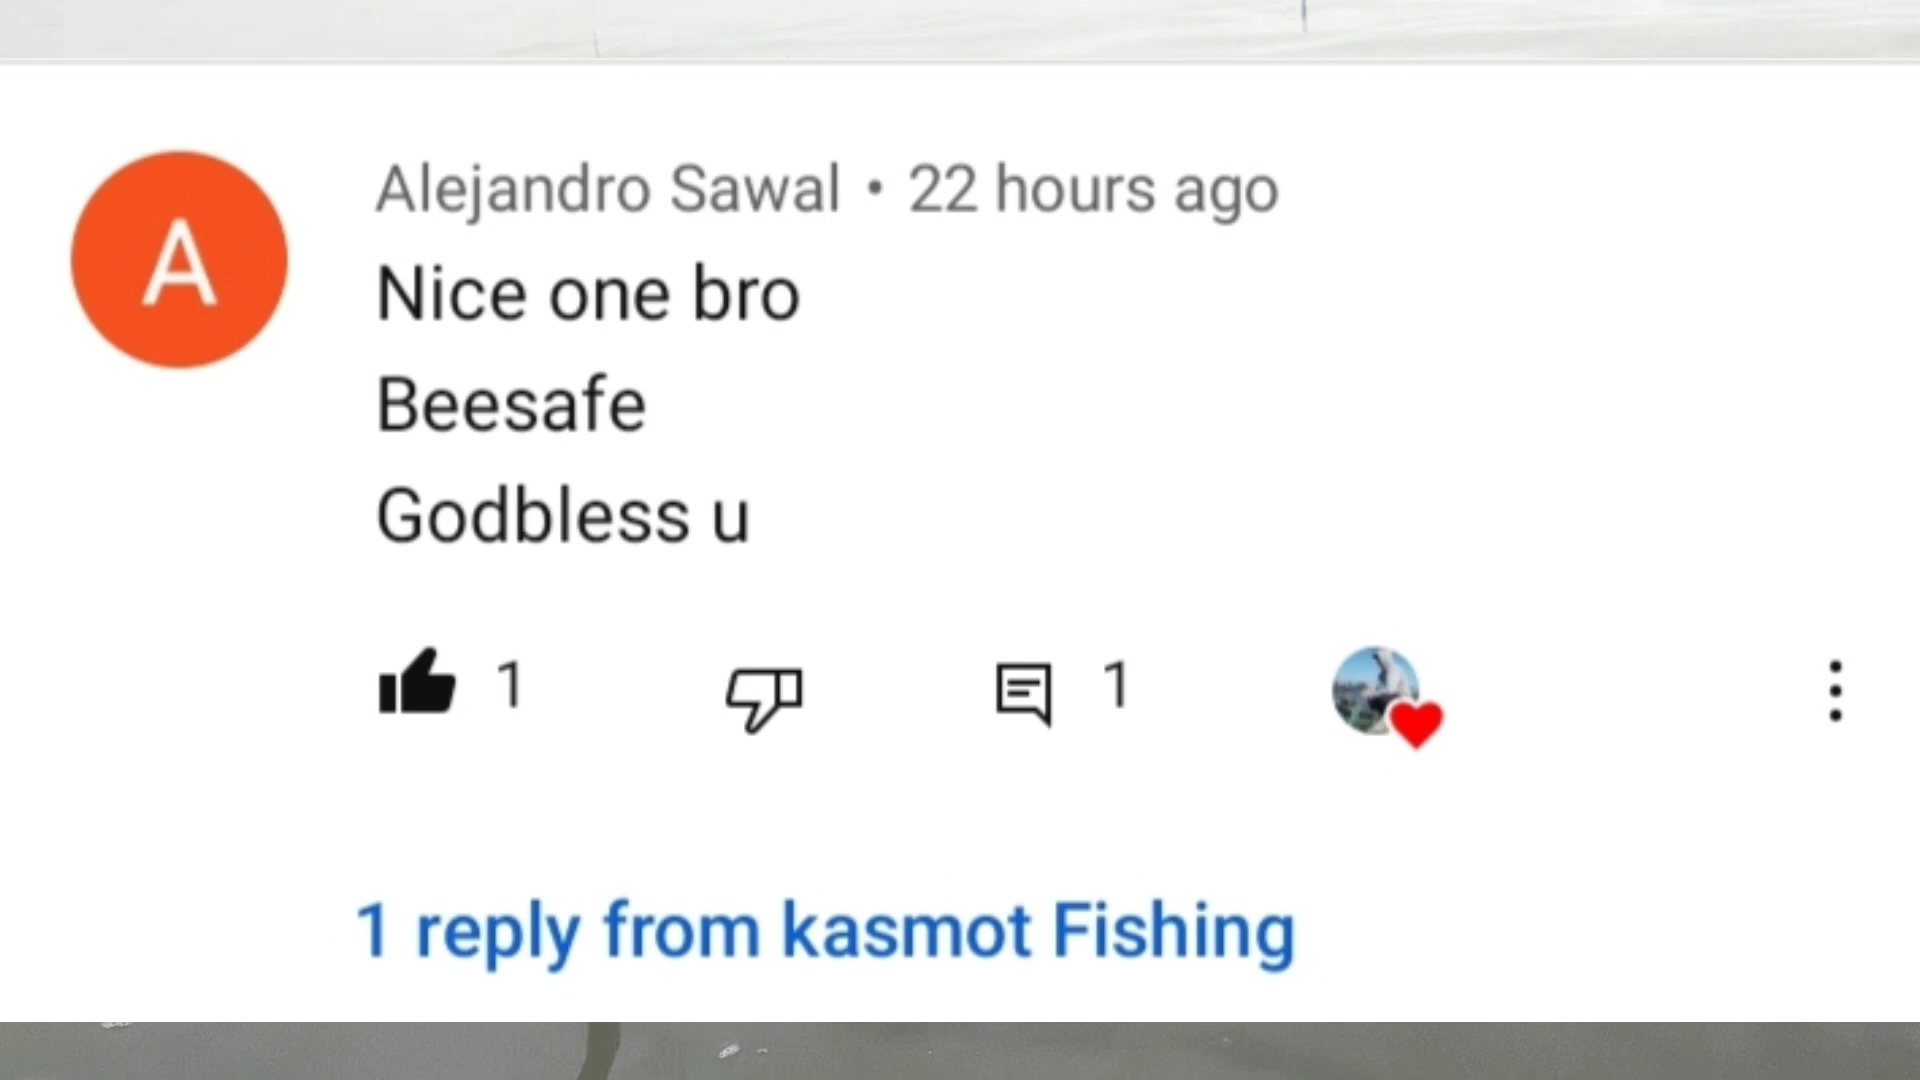 A
Alejandro Sawal • 22 hours ago
Nice one bro
Beesafe
Godbless u
1 1
1 reply from kasmot Fishing